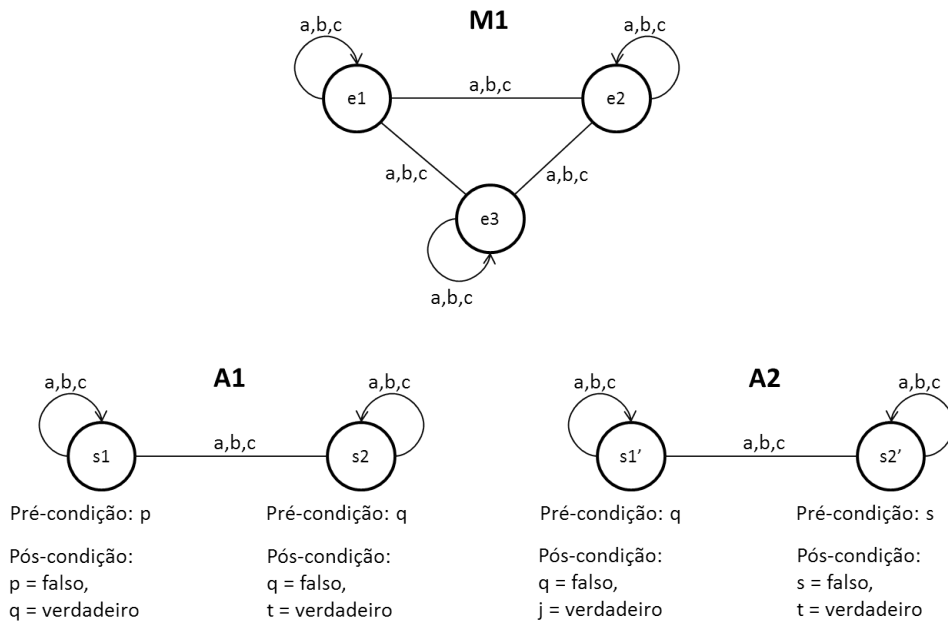 M1
a,b,c
a,b,c
a,b,c
e1
e2
a,b,c
a,b,c
e3
a,b,c
A1
A2
a,b,c
a,b,c
a,b,c
a,b,c
a,b,c
a,b,c
s1
s2
s1’
s2’
Pré-condição: p
Pós-condição:
p = falso,
q = verdadeiro
Pré-condição: q
Pós-condição:
q = falso,
t = verdadeiro
Pré-condição: q
Pós-condição:
q = falso,
j = verdadeiro
Pré-condição: s
Pós-condição:
s = falso,
t = verdadeiro